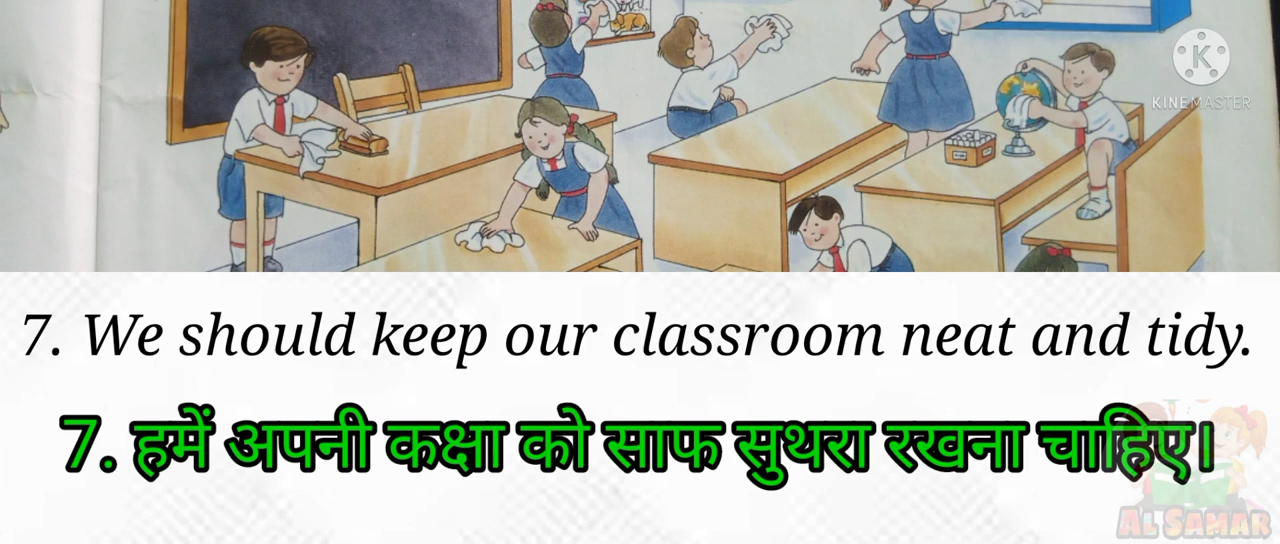 KINEMASTER
7. We should keep our classroom neat and tidy.
7. हमें अपनी कक्षा को साफ सुथरा रखना चाहिए।
AL SAMAR